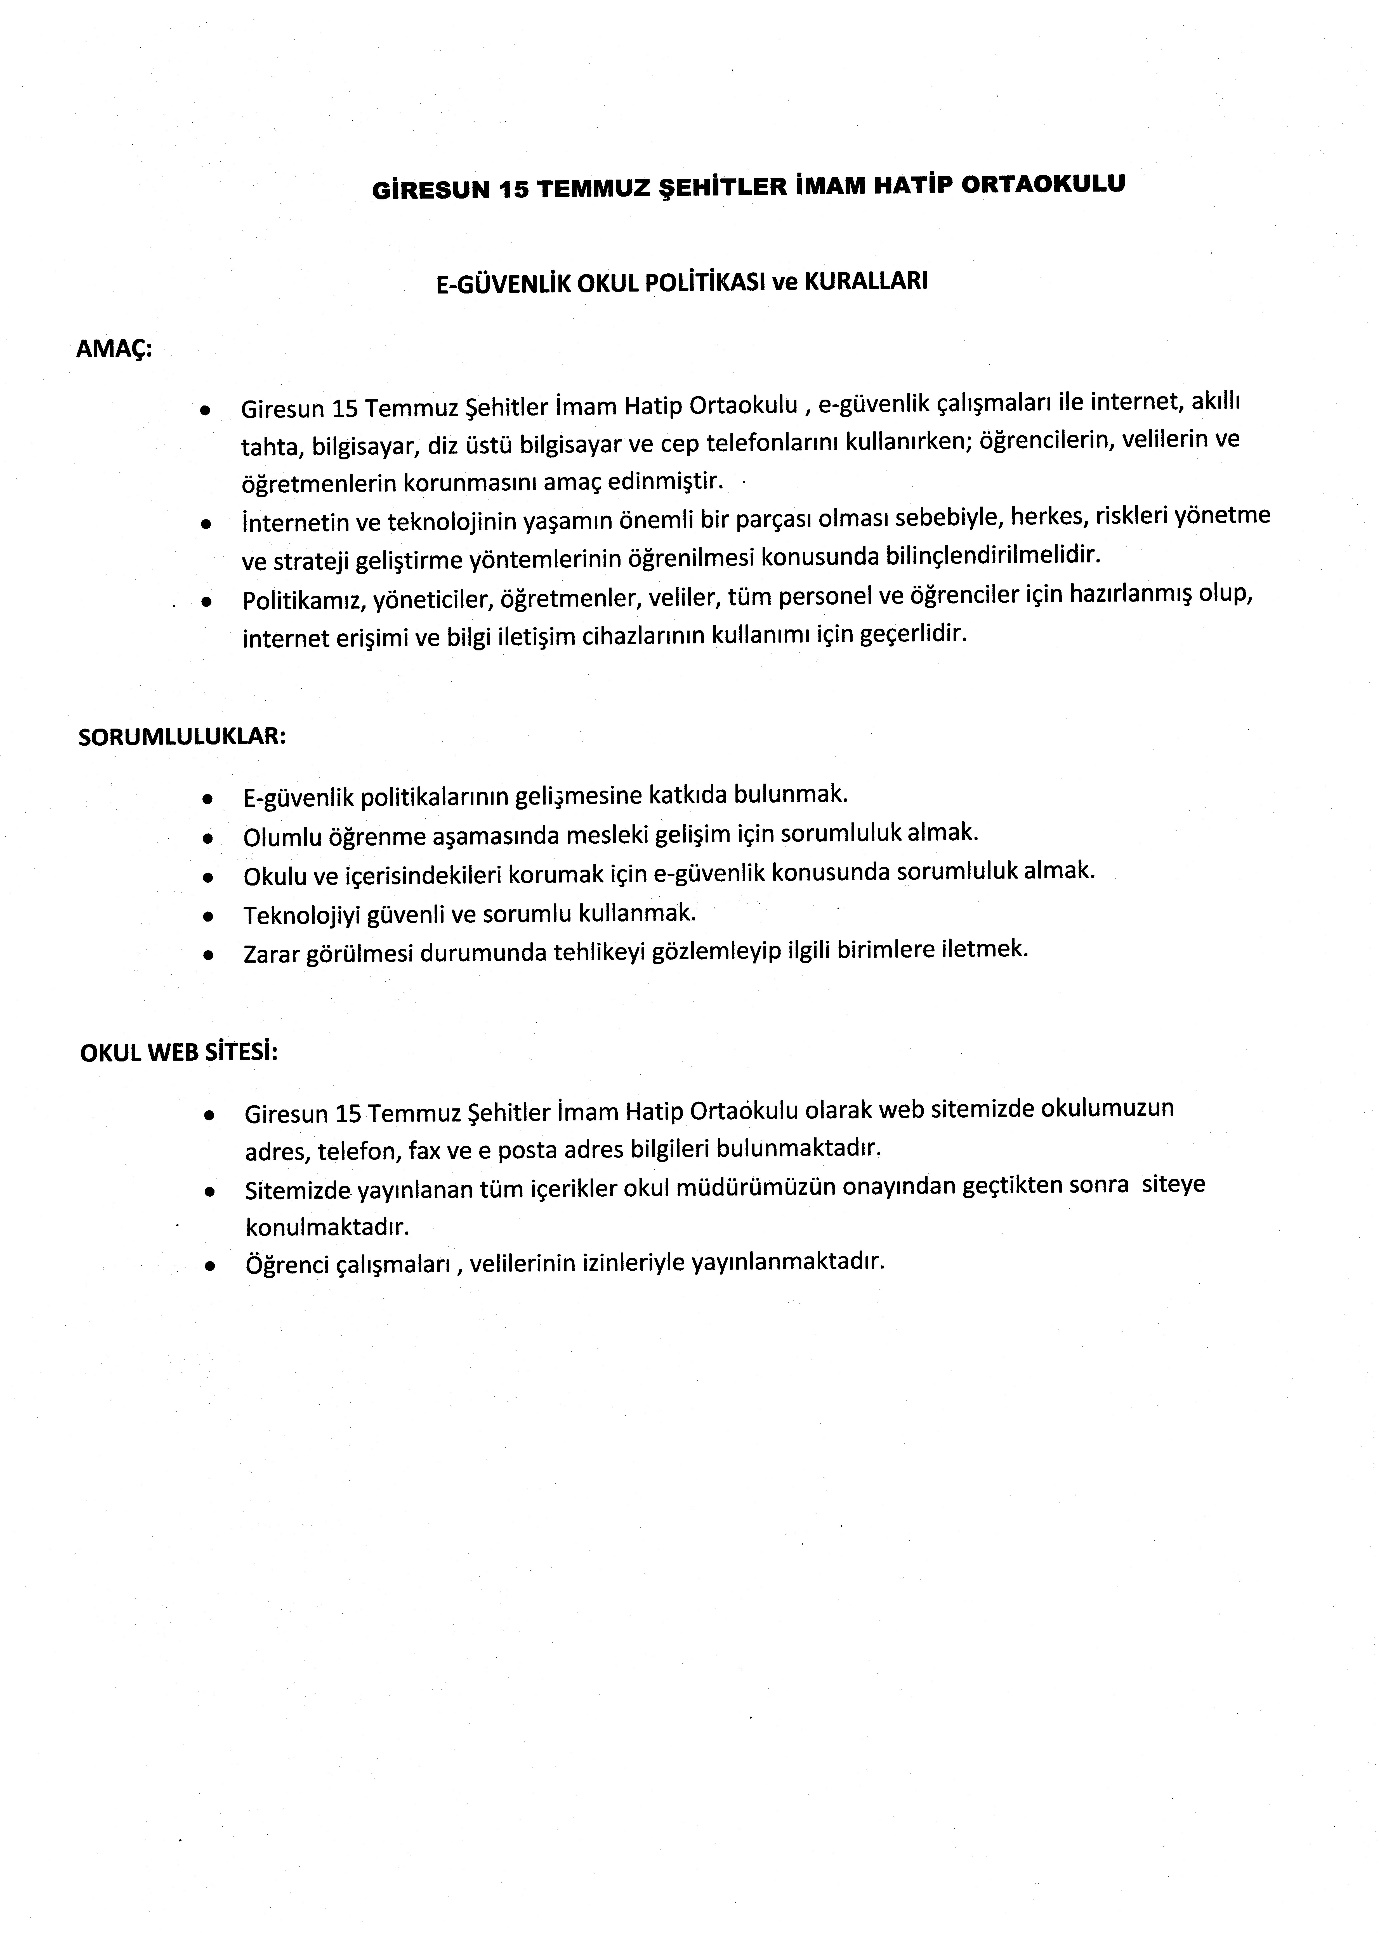 GİRESUN 15 TEMMUZ ŞEHİTLER İMAM HATİP ORTAOKULU
E-GÜVENLİK OKUL POLİTİKASI ve KURALLARI
AMAÇ:
• Giresun 15 Temmuz Şehitler İmam Hatip Ortaokulu , e-güvenlik çalışmaları ile internet, akıllı
tahta, bilgisayar, diz üstü bilgisayar ve cep telefonlarını kullanırken; öğrencilerin, velilerin ve
öğretmenlerin korunmasını amaç edinmiştir.
• İnternetin ve teknolojinin yaşamın önemli bir parçası olması sebebiyle, herkes, riskleri yönetme
ve strateji geliştirme yöntemlerinin öğrenilmesi konusunda bilinçlendirilmelidir.
• Politikamız, yöneticiler, öğretmenler, veliler, tüm personel ve öğrenciler için hazırlanmış olup,
internet erişimi ve bilgi iletişim cihazlarının kullanımı için geçerlidir.
SORUMLULUKLAR:
• E-güvenlik politikalarının gelişmesine katkıda bulunmak.
• Olumlu öğrenme aşamasında mesleki gelişim için sorumluluk almak.
• Okulu ve içerisindekileri korumak için e-güvenlik konusunda sorumluluk almak.
• Teknolojiyi güvenli ve sorumlu kullanmak.
• Zarar görülmesi durumunda tehlikeyi gözlemleyip ilgili birimlere iletmek.
OKUL WEB SİTESİ:
• Giresun 15 Temmuz Şehitler İmam Hatip Ortaokulu olarak web sitemizde okulumuzun
adres, telefon, fax ve e posta adres bilgileri bulunmaktadır.
• Sitemizde yayınlanan tüm içerikler okul müdürümüzün onayından geçtikten sonra siteye
konulmaktadır.
• Öğrenci çalışmaları , velilerinin izinleriyle yayınlanmaktadır.